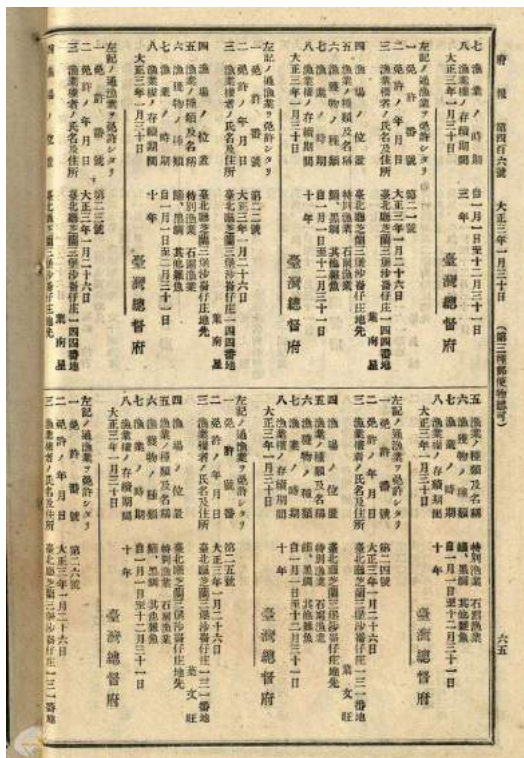 府報 第四百六號 大正三年一月三十日 (第三種郵便物認可) 六五
七 漁業ノ時期 自一月一日至十二月三十一日
八 漁業權ノ存續期間 三年
大正三年一月三十日 臺灣總督府
左記ノ通漁業ヲ免許シタリ
一 免許番號 第二一號
二 免許ノ年月日 大正三年一月二十六日
三 漁業權者ノ氏名及住所 臺北廳芝蘭三堡沙崙仔庄一四四番地
葉南星
四 漁場ノ位置 臺北廳芝蘭三堡沙崙仔庄地先
五 漁業ノ種類及名稱 特別漁業 石滬漁業
六 漁獲物ノ種類 黑鯛、其他雜魚
七 漁業ノ時期 自一月一日至十二月三十一日
八 漁業權ノ存續期間 十年
大正三年一月三十日 臺灣總督府
左記ノ通漁業ヲ免許シタリ
一 免許番號 第二二號
二 免許ノ年月日 大正三年一月二十六日
三 漁業權者ノ氏名及住所 臺北廳芝蘭三堡沙崙仔庄一四四番地
葉南星
四 漁場ノ位置 臺北廳芝蘭三堡沙崙仔庄地先
五 漁業ノ種類及名稱 特別漁業 石滬漁業
六 漁獲物ノ種類 黑鯛、其他雜魚
七 漁業ノ時期 自一月一日至十二月三十一日
八 漁業權ノ存續期間 十年
大正三年一月三十日 臺灣總督府
左記ノ通漁業ヲ免許シタリ
一 免許番號 第二三號
二 免許ノ年月日 大正三年一月二十六日
三 漁業權者ノ氏名及住所 臺北廳芝蘭三堡沙崙仔庄一四四番地
葉南星
四 漁場ノ位置 臺北廳芝蘭三堡沙崙仔庄地先
五 漁業ノ種類及名稱 特別漁業 石滬漁業
六 漁獲物ノ種類 黑鯛、其他雜魚
七 漁業ノ時期 自一月一日至十二月三十一日
八 漁業權ノ存續期間 十年
大正三年一月三十日 臺灣總督府
左記ノ通漁業ヲ免許シタリ
一 免許番號 第二四號
二 免許ノ年月日 大正三年一月二十六日
三 漁業權者ノ氏名及住所 臺北廳芝蘭三堡沙崙仔庄一三一番地
葉文旺
四 漁場ノ位置 臺北廳芝蘭三堡沙崙仔庄地先
五 漁業ノ種類及名稱 特別漁業 石滬漁業
六 漁獲物ノ種類 黑鯛、其他雜魚
七 漁業ノ時期 自一月一日至十二月三十一日
八 漁業權ノ存續期間 十年
大正三年一月三十日 臺灣總督府
左記ノ通漁業ヲ免許シタリ
一 免許號番 第二五號
二 免許ノ年月日 大正三年一月二十六日
三 漁業權者ノ氏名及住所 臺北廳芝蘭三堡沙崙仔庄一三一番地
葉文旺
四 漁場ノ位置 臺北廳芝蘭三堡沙崙仔庄地先
五 漁業ノ種類及名稱 特別漁業 石滬漁業
六 漁獲物ノ種類 黑鯛、其他雜魚
七 漁業ノ時期 自一月一日至十二月三十一日
八 漁業權ノ存續期間 十年
大正三年一月三十日 臺灣總督府
左記ノ通漁業ヲ免許シタリ
一 免許番號 第二六號
二 免許ノ年月日 大正三年一月二十六日
三 漁業權者ノ氏名及住所 臺北廳芝蘭三堡沙崙仔庄一三一番地